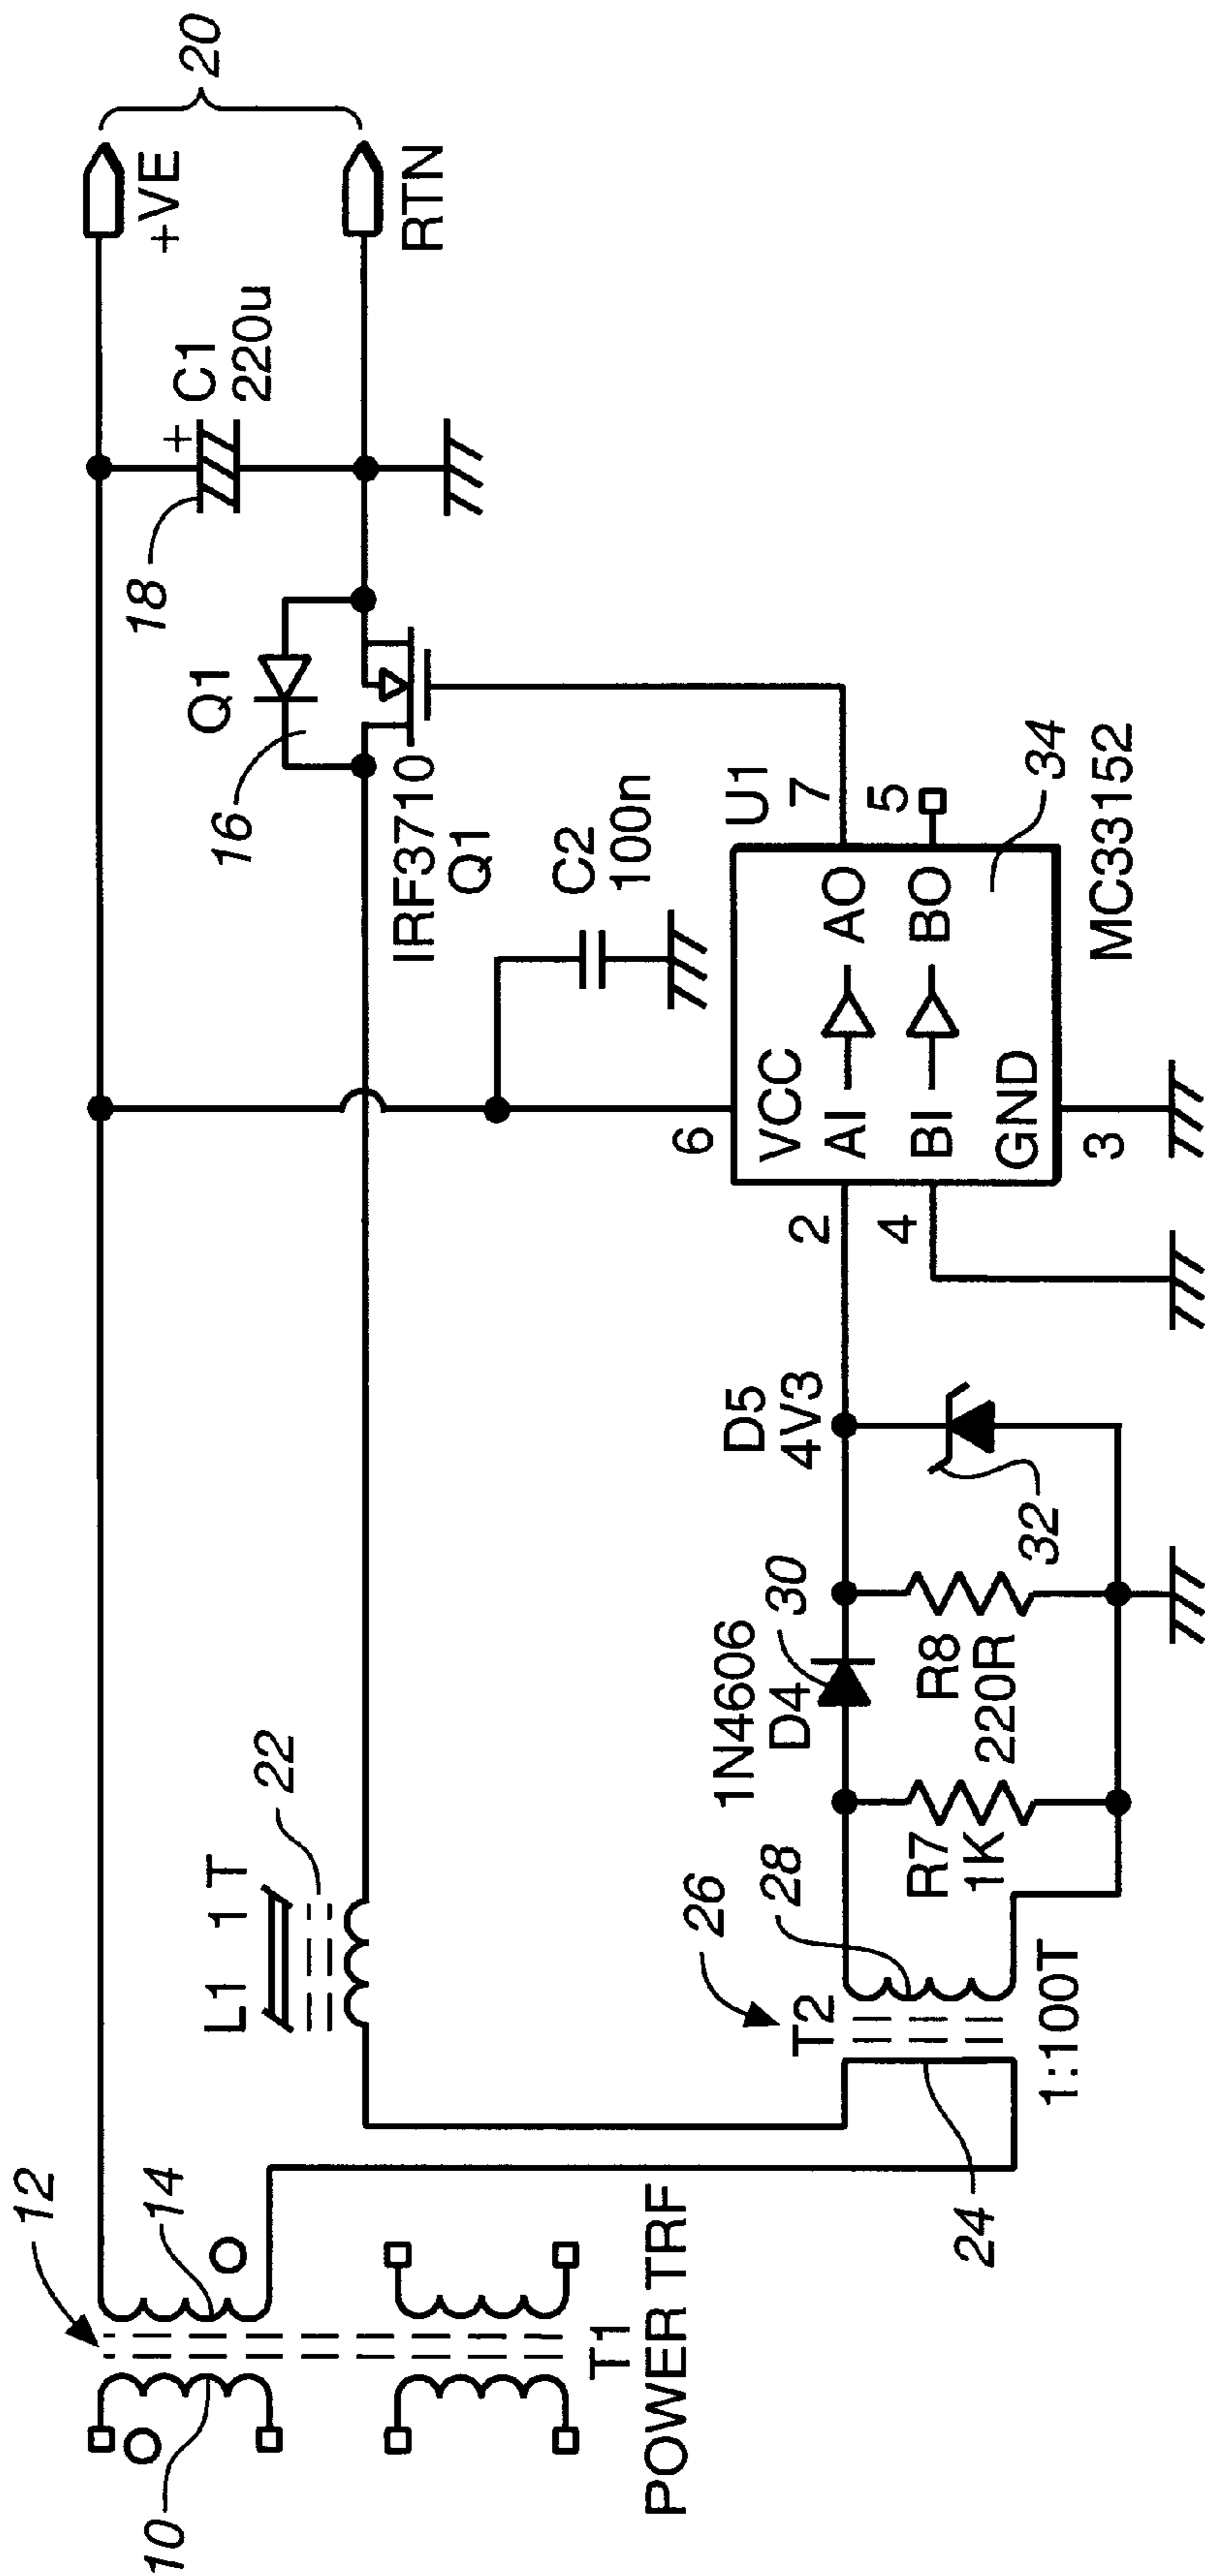 12
10
14
T1
POWER TRF
L1 1T
22
24
26
T2
28
1:100T
R7
1K
1N4606
D4
30
R8
220R
D5
4V3
32
2
4
6
VCC
AI
AO
BI
BO
GND
3
U1
7
5
34
MC33152
C2
100n
16
Q1
IRF3710
Q1
18
+
C1
220u
+VE
RTN
20